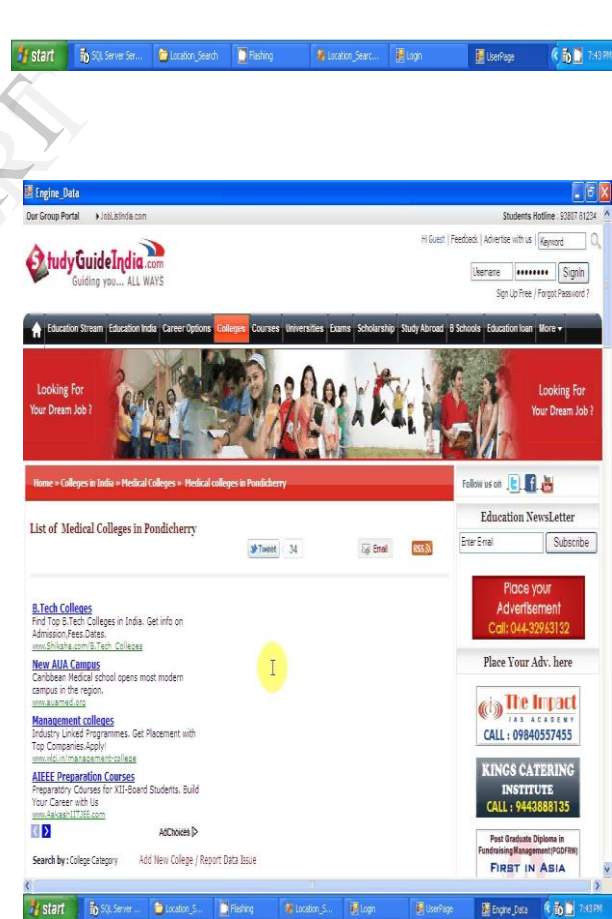 start SQL Server Ser... Location_Search Flashing Location_Searc... Login UserPage 7:43 PM
Engine_Data
Our Group Portal JobListIndia.com Students Hotline : 93807 61234
Hi Guest | Feedback | Advertise with us | Keyword
StudyGuideIndia.com
Guiding you... ALL WAYS
Username •••••••• SignIn
Sign Up Free / Forgot Password ?
Education Stream Education India Career Options Colleges Courses Universities Exams Scholarship Study Abroad B Schools Education loan More ▾
Looking For
Your Dream Job ?
Looking For
Your Dream Job ?
Home » Colleges in India » Medical Colleges » Medical colleges in Pondicherry
Follow us on
List of Medical Colleges in Pondicherry
Tweet 34 Email RSS
B.Tech Colleges
Find Top B.Tech Colleges in India. Get info on
Admission,Fees.Dates.
www.Shiksha.com/B.Tech_Colleges
New AUA Campus
Caribbean Medical school opens most modern
campus in the region.
www.auamed.org
Management colleges
Industry Linked Programmes. Get Placement with
Top Companies.Apply!
www.wlci.in/management-college
AIEEE Preparation Courses
Preparatory Courses for XII-Board Students. Build
Your Career with Us
www.AakashIITJEE.com
AdChoices
Search by : College Category Add New College / Report Data Issue
Education NewsLetter
Enter E-mail Subscribe
Place your
Advertisement
Call: 044-32963132
Place Your Adv. here
The Impact
IAS ACADEMY
CALL : 09840557455
KINGS CATERING
INSTITUTE
CALL : 9443888135
Post Graduate Diploma in
Fundraising Management(PGDFRM)
FIRST IN ASIA
start SQL Server ... Location_S... Flashing Location_S... Login UserPage Engine_Data 7:43 PM